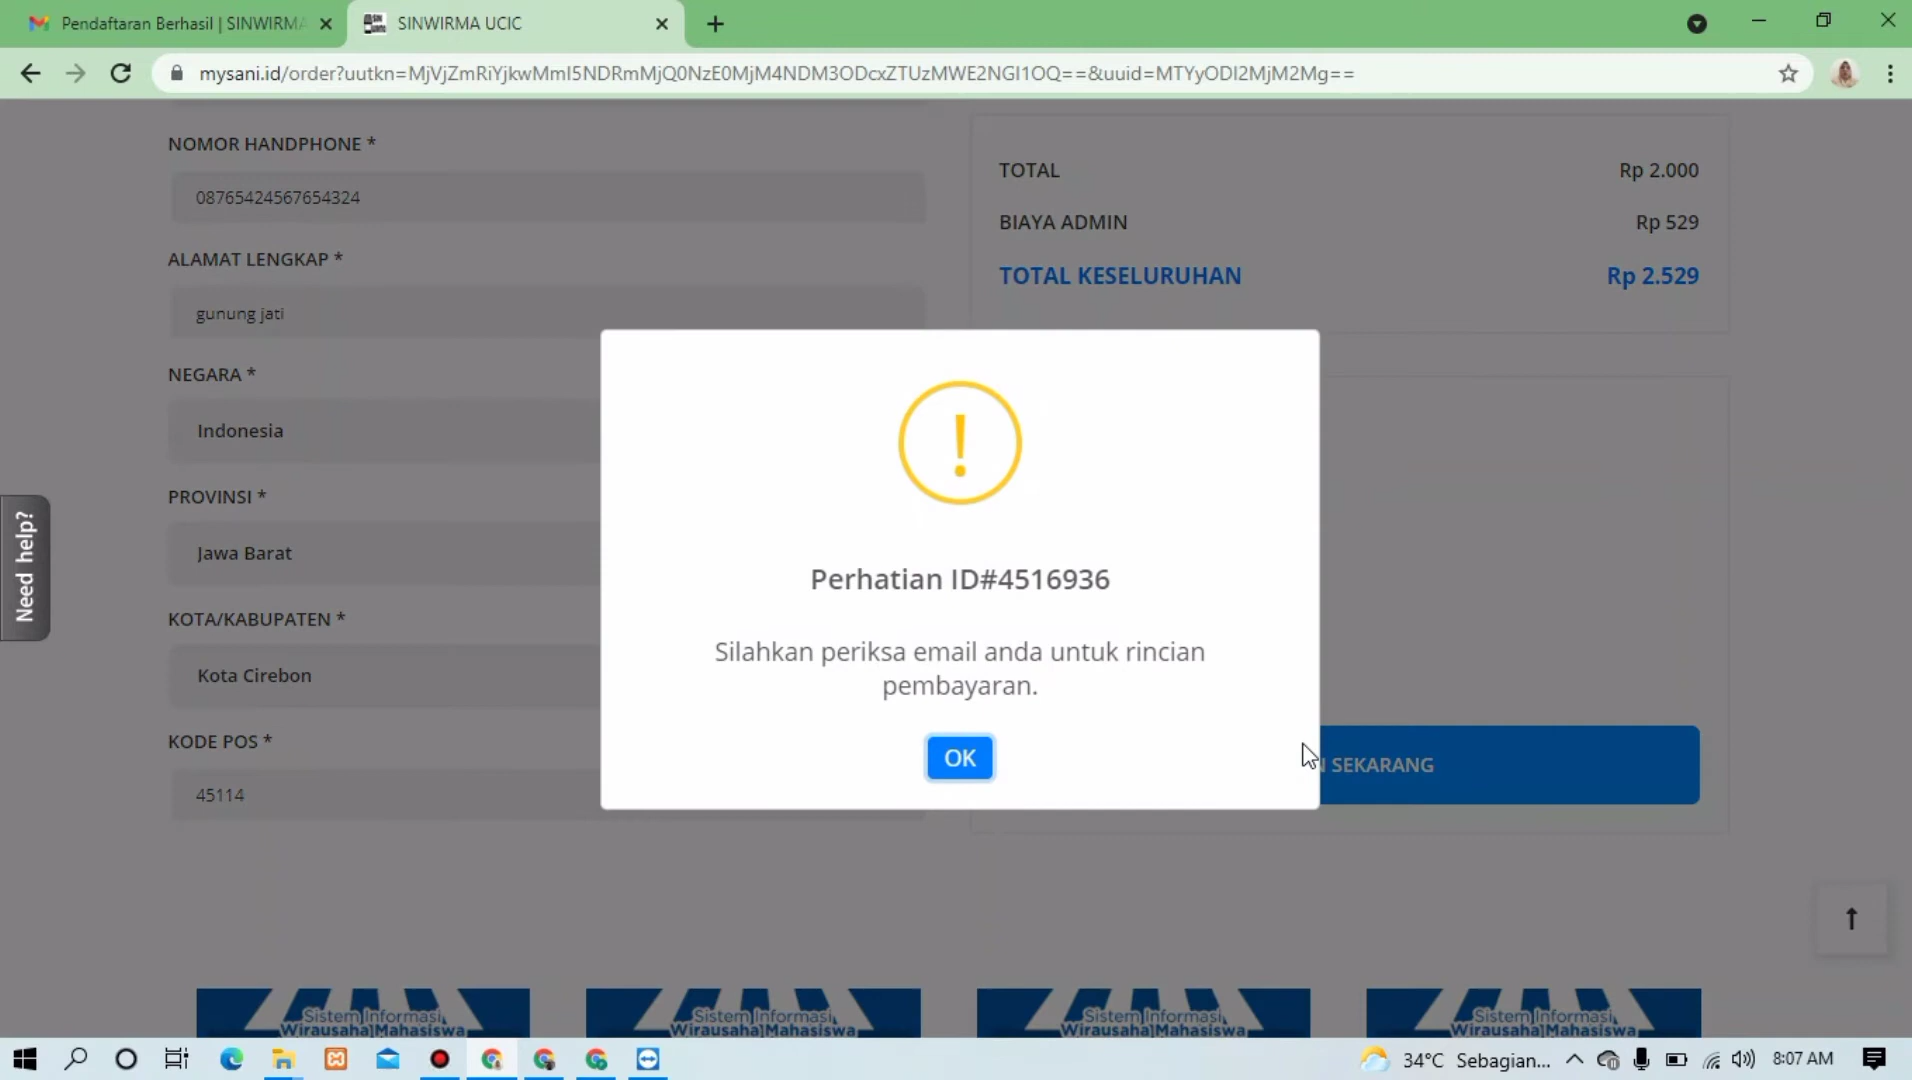 Pendaftaran Berhasil | SINWIRMA
SINWIRMA UCIC
mysani.id/order?uutkn=MjVjZmRiYjkwMmI5NDRmMjQ0NzE0MjM4NDM3ODcxZTUzMWE2NGI1OQ==&uuid=MTYyODI2MjM2Mg==
NOMOR HANDPHONE *
08765424567654324
ALAMAT LENGKAP *
gunung jati
NEGARA *
Indonesia
PROVINSI *
Jawa Barat
KOTA/KABUPATEN *
Kota Cirebon
KODE POS *
45114
TOTAL
Rp 2.000
BIAYA ADMIN
Rp 529
TOTAL KESELURUHAN
Rp 2.529
Perhatian ID#4516936
Silahkan periksa email anda untuk rincian
pembayaran.
OK
SEKARANG
Need help?
Sistem Informasi
Wirausaha Mahasiswa
Sistem Informasi
Wirausaha Mahasiswa
Sistem Informasi
Wirausaha Mahasiswa
Sistem Informasi
Wirausaha Mahasiswa
34°C Sebagian...
8:07 AM